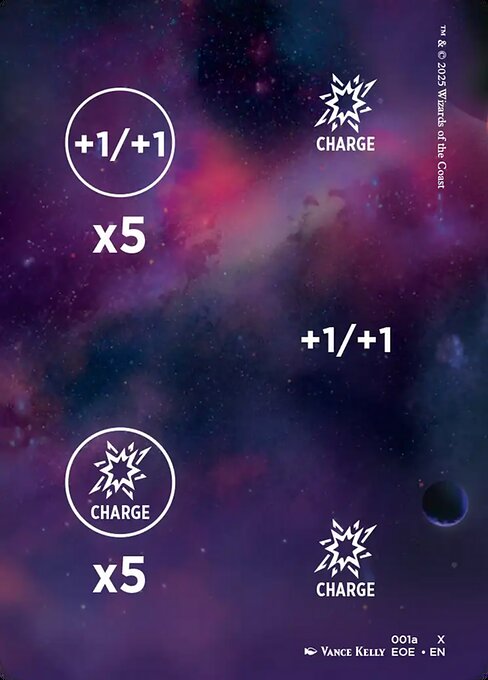 +1/+1
x5
CHARGE
™ & © 2025 Wizards of the Coast
+1/+1
CHARGE
x5
CHARGE
001a X
VANCE KELLY EOE • EN